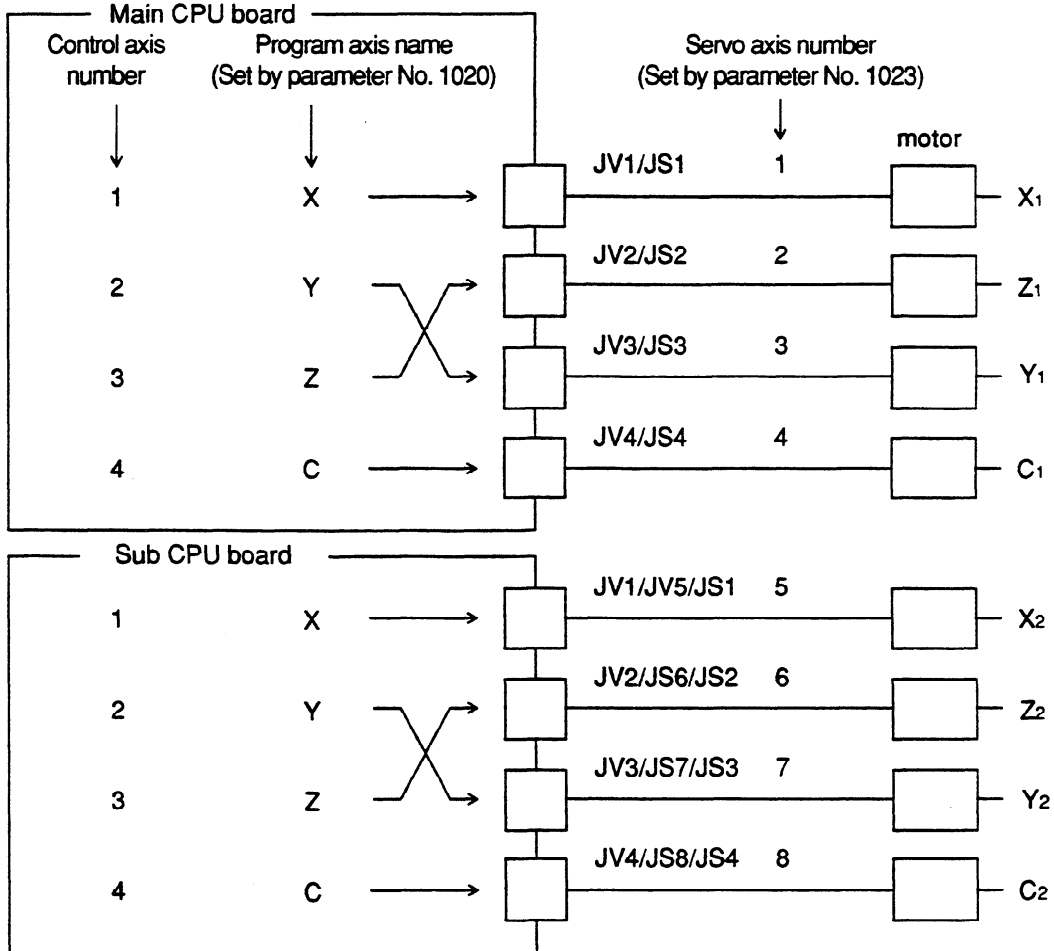 Main CPU board
Control axis number
Program axis name
(Set by parameter No. 1020)
Servo axis number
(Set by parameter No. 1023)
motor
1 X JV1/JS1 1 X1
2 Y JV2/JS2 2 Z1
3 Z JV3/JS3 3 Y1
4 C JV4/JS4 4 C1
Sub CPU board
1 X JV1/JV5/JS1 5 X2
2 Y JV2/JS6/JS2 6 Z2
3 Z JV3/JS7/JS3 7 Y2
4 C JV4/JS8/JS4 8 C2